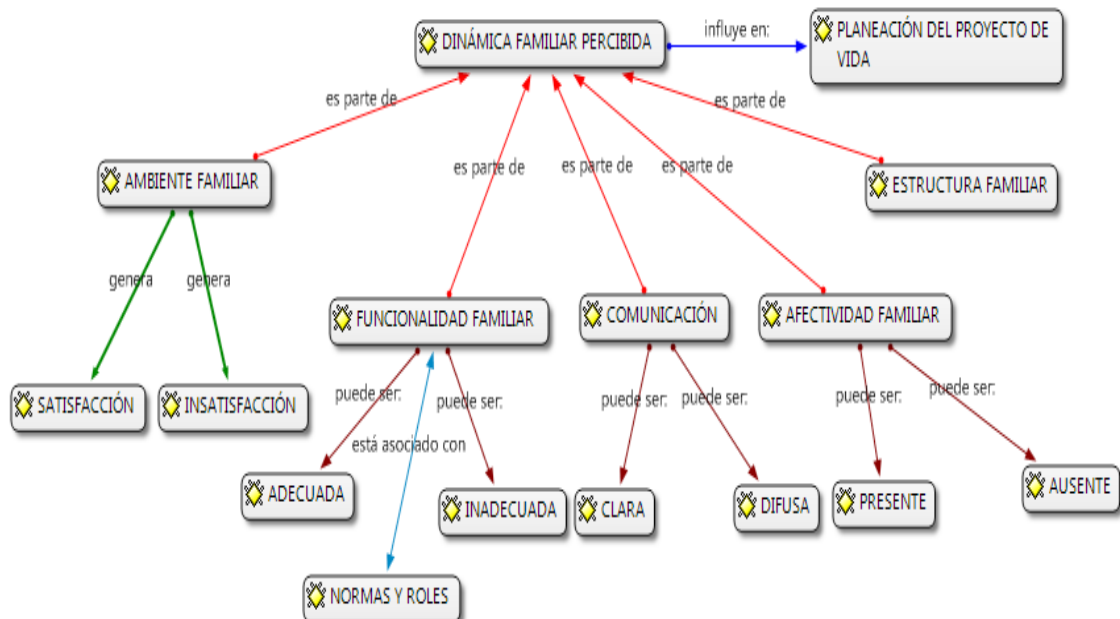 DINÁMICA FAMILIAR PERCIBIDA
influye en:
PLANEACIÓN DEL PROYECTO DE
VIDA
es parte de
es parte de
es parte de
es parte de
es parte de
AMBIENTE FAMILIAR
ESTRUCTURA FAMILIAR
genera
genera
FUNCIONALIDAD FAMILIAR
COMUNICACIÓN
AFECTIVIDAD FAMILIAR
SATISFACCIÓN
INSATISFACCIÓN
puede ser:
puede ser:
puede ser:
puede ser:
puede ser:
puede ser:
está asociado con
ADECUADA
INADECUADA
CLARA
DIFUSA
PRESENTE
AUSENTE
NORMAS Y ROLES